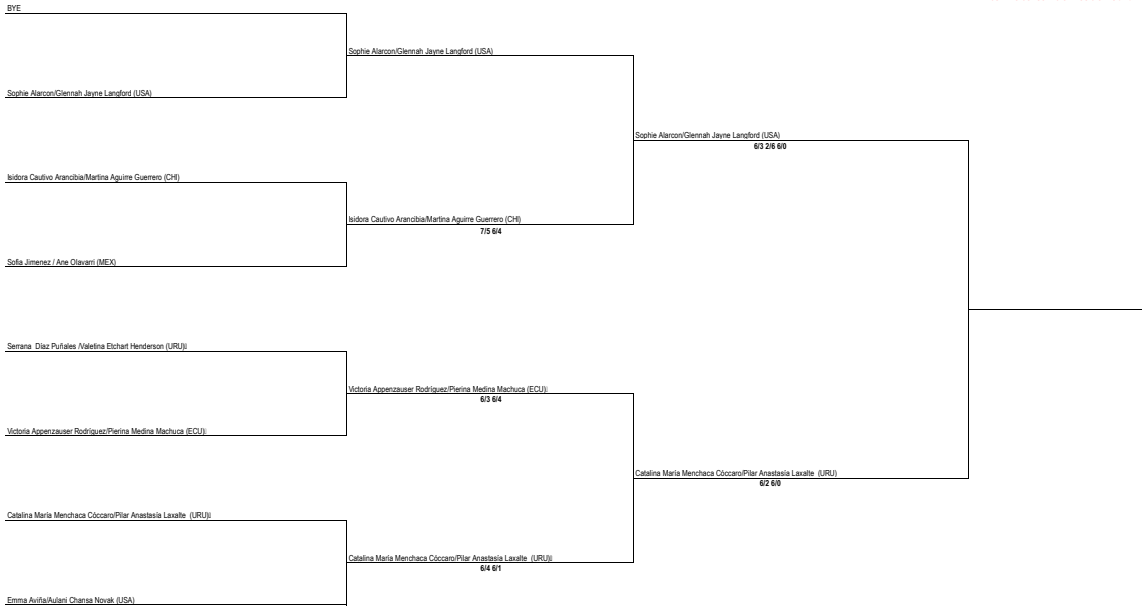 BYE
Sophie Alarcon/Glennah Jayne Langford (USA)
Sophie Alarcon/Glennah Jayne Langford (USA)
Sophie Alarcon/Glennah Jayne Langford (USA)
6/3 2/6 6/0
Isidora Cautivo Arancibia/Martina Aguirre Guerrero (CHI)
Isidora Cautivo Arancibia/Martina Aguirre Guerrero (CHI)
7/5 6/4
Sofia Jimenez / Ane Olavarri (MEX)
Serrana Díaz Puñales /Valetina Etchart Henderson (URU)
Victoria Appenzauser Rodríguez/Pierina Medina Machuca (ECU)
6/3 6/4
Victoria Appenzauser Rodríguez/Pierina Medina Machuca (ECU)
Catalina María Menchaca Cóccaro/Pilar Anastasía Laxalte (URU)
6/2 6/0
Catalina María Menchaca Cóccaro/Pilar Anastasía Laxalte (URU)
Catalina María Menchaca Cóccaro/Pilar Anastasía Laxalte (URU)
6/4 6/1
Emma Aviña/Aulani Chansa Novak (USA)